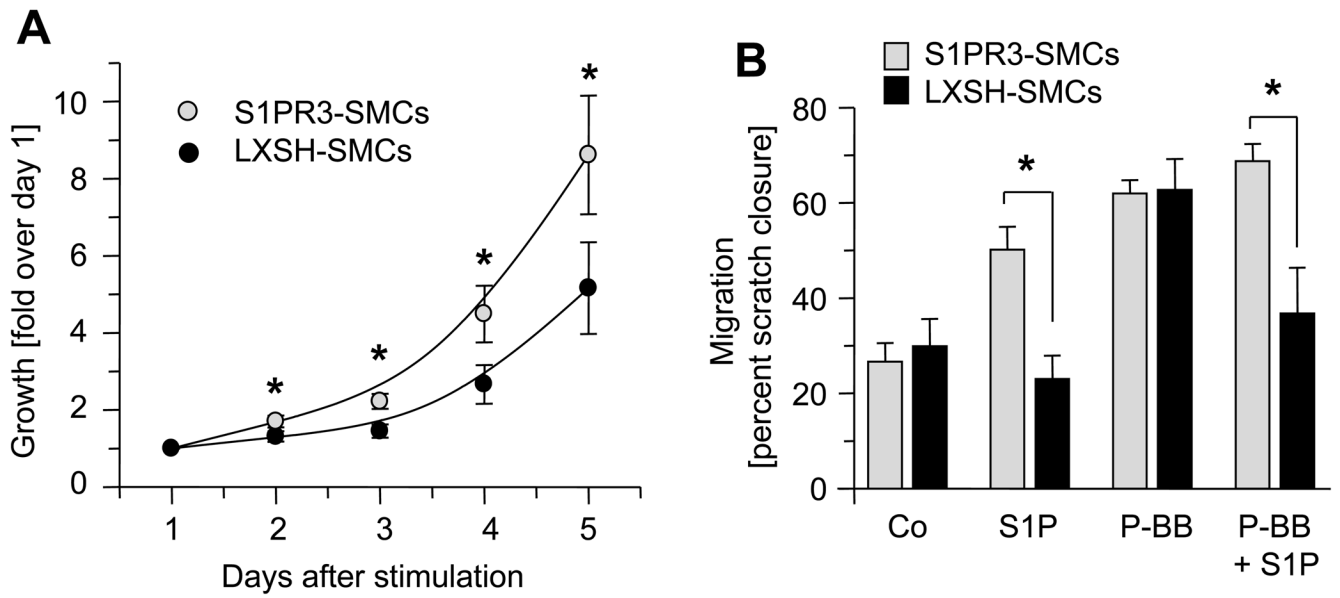 A
S1PR3-SMCs
LXSH-SMCs
Growth [fold over day 1]
10
8
6
4
2
0
* * * *
1 2 3 4 5
Days after stimulation
B
S1PR3-SMCs
LXSH-SMCs
Migration
[percent scratch closure]
80
60
40
20
0
* *
Co S1P P-BB P-BB
+ S1P